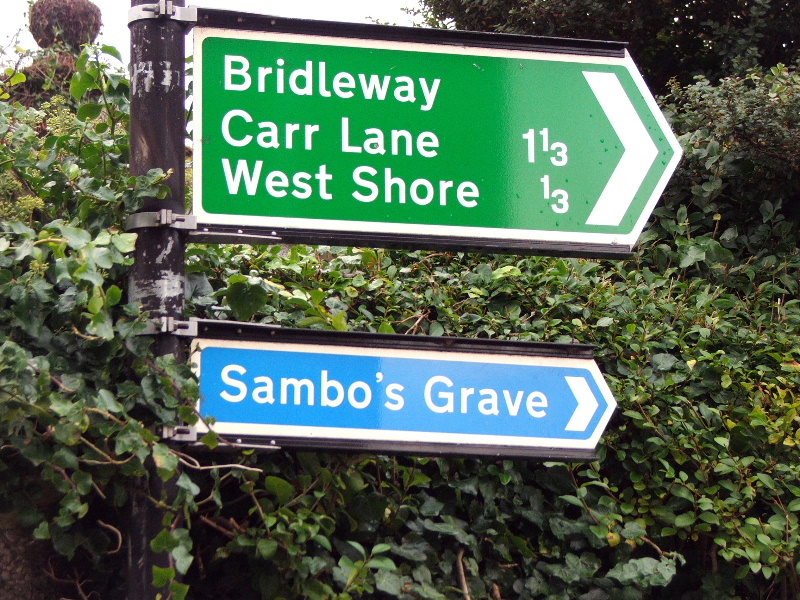 Bridleway
Carr Lane 1⅓
West Shore ⅓
Sambo's Grave